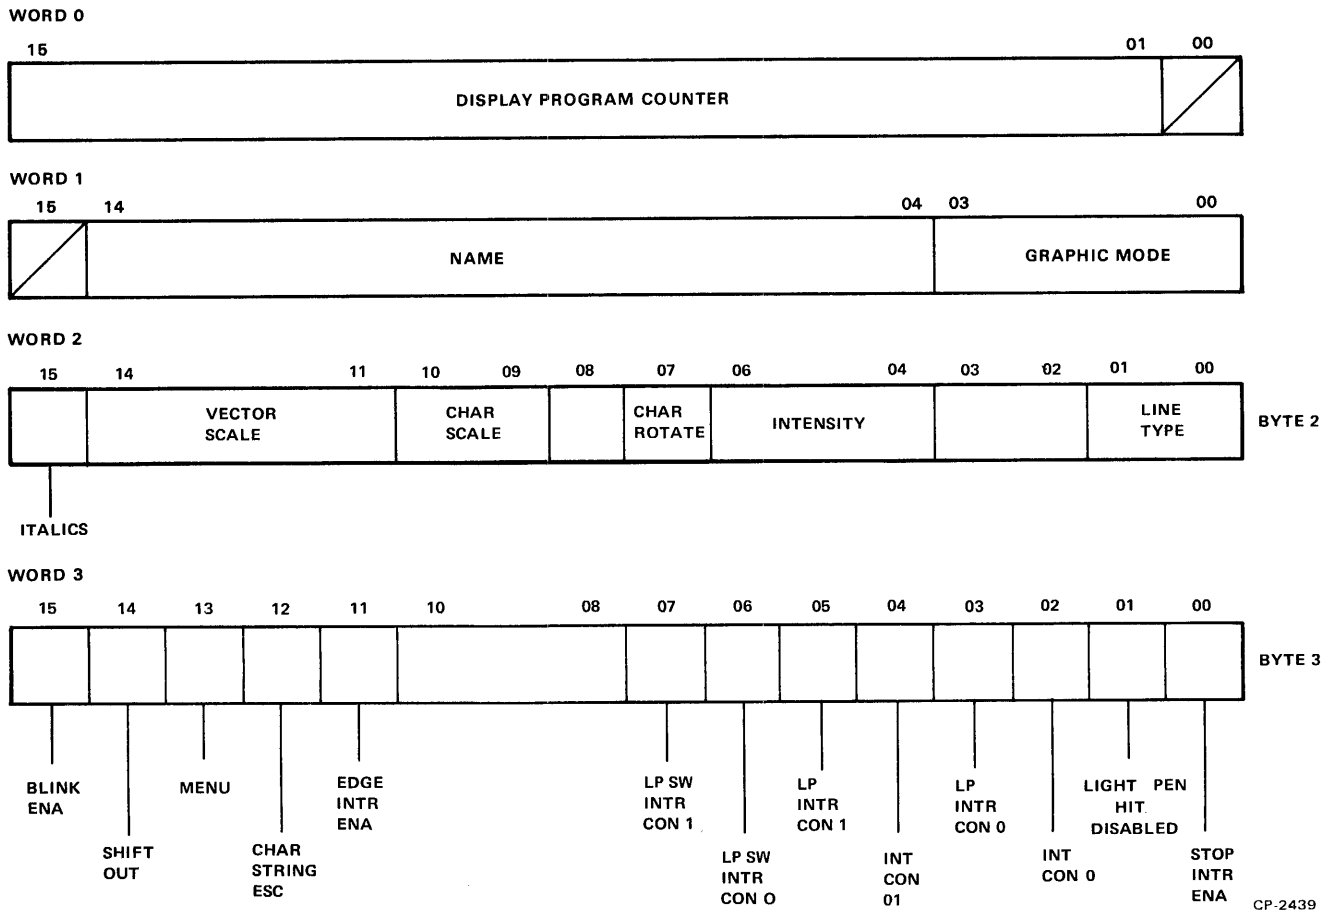 WORD 0
15 01 00
DISPLAY PROGRAM COUNTER
WORD 1
15 14 04 03 00
NAME GRAPHIC MODE
WORD 2
15 14 11 10 09 08 07 06 04 03 02 01 00
VECTOR
SCALE
CHAR
SCALE
CHAR
ROTATE
INTENSITY
LINE
TYPE
BYTE 2
ITALICS
WORD 3
15 14 13 12 11 10 08 07 06 05 04 03 02 01 00
BYTE 3
BLINK
ENA
SHIFT
OUT
MENU
CHAR
STRING
ESC
EDGE
INTR
ENA
LP SW
INTR
CON 1
LP SW
INTR
CON O
LP
INTR
CON 1
INT
CON
01
LP
INTR
CON 0
INT
CON 0
LIGHT PEN
HIT
DISABLED
STOP
INTR
ENA
CP-2439